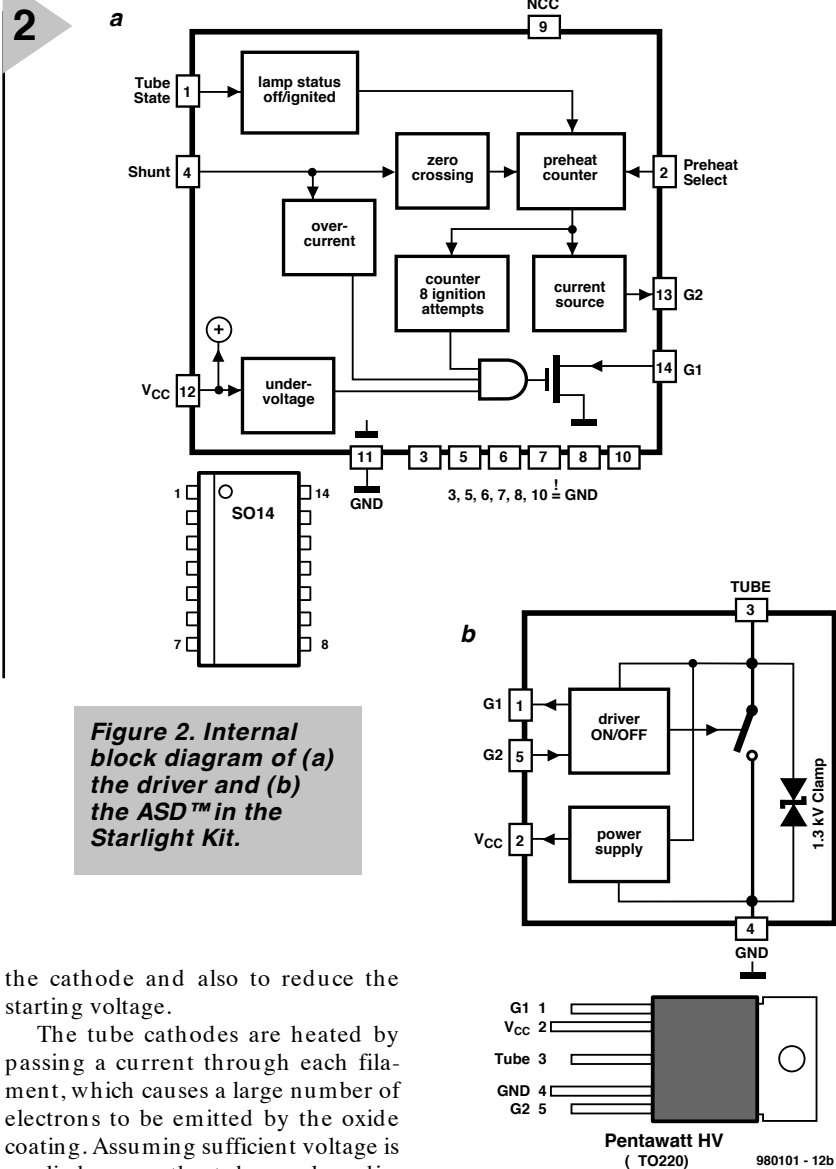 2
a
NCC
9
Tube
State
1
lamp status
off/ignited
Shunt
4
zero
crossing
preheat
counter
2
Preheat
Select
over-
current
counter
8 ignition
attempts
current
source
13
G2
+
14
G1
VCC
12
under-
voltage
11
3
5
6
7
8
10
GND
3, 5, 6, 7, 8, 10 != GND
1
14
SO14
7
8
b
TUBE
3
G1
1
driver
ON/OFF
G2
5
VCC
2
power
supply
1.3 kV Clamp
4
GND
Figure 2. Internal
block diagram of (a)
the driver and (b)
the ASD™ in the
Starlight Kit.
the cathode and also to reduce the
starting voltage.
The tube cathodes are heated by
passing a current through each fila-
ment, which causes a large number of
electrons to be emitted by the oxide
coating. Assuming sufficient voltage is
G1 1
VCC 2
Tube 3
GND 4
G2 5
Pentawatt HV
( TO220)
980101 - 12b